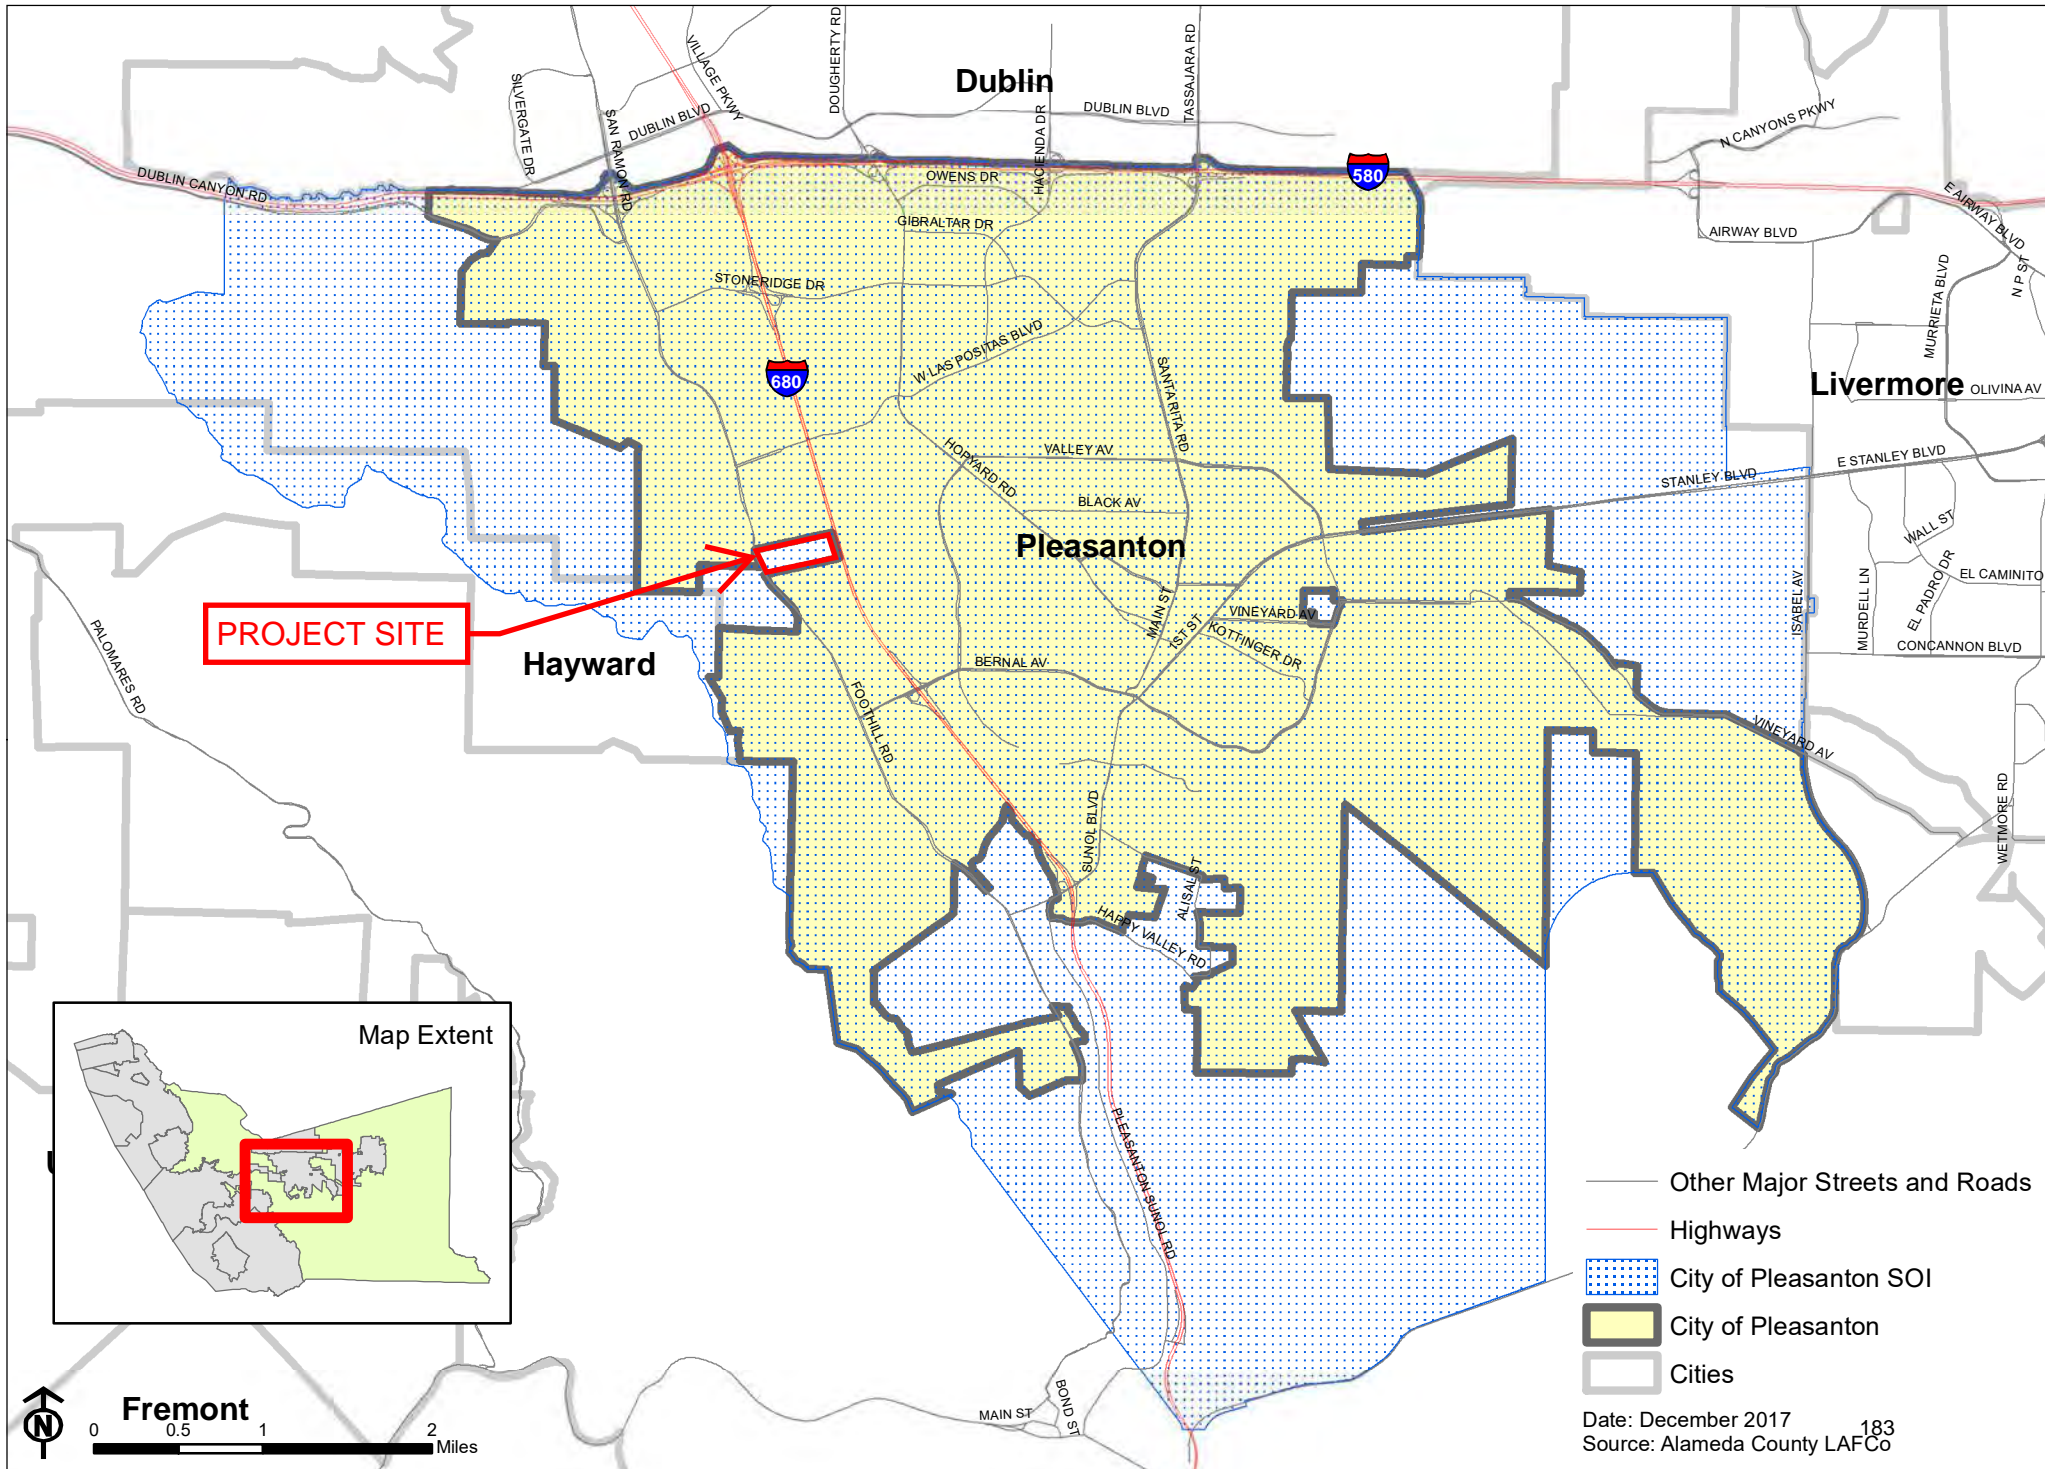 DOUGHERTY RD
TASSAJARA RD
VILLAGE PKWY
Dublin
SILVERGATE DR
SAN RAMON RD
DUBLIN BLVD
HACIENDA DR
DUBLIN BLVD
N CANYONS PKWY
580
DUBLIN CANYON RD
OWENS DR
E AIRWAY BLVD
GIBRALTAR DR
AIRWAY BLVD
STONERIDGE DR
MURRIETA BLVD
N P ST
W LAS POSITAS BLVD
680
SANTA RITA RD
Livermore
OLIVINA AV
HOPYARD RD
VALLEY AV
E STANLEY BLVD
STANLEY BLVD
BLACK AV
WALL ST
Pleasanton
EL PADRO DR
EL CAMINITO
MURDELL LN
ISABEL AV
MAIN ST
1ST ST
VINEYARD AV
KOTTINGER DR
CONCANNON BLVD
PROJECT SITE
Hayward
PALOMARES RD
BERNAL AV
FOOTHILL RD
VINEYARD AV
SUNOL BLVD
WETMORE RD
ALISAL ST
HAPPY VALLEY RD
Map Extent
PLEASANTON SUNOL RD
Other Major Streets and Roads
Highways
City of Pleasanton SOI
City of Pleasanton
Cities
N
Fremont
0 0.5 1 2
Miles
MAIN ST
BOND ST
Date: December 2017
183
Source: Alameda County LAFCo